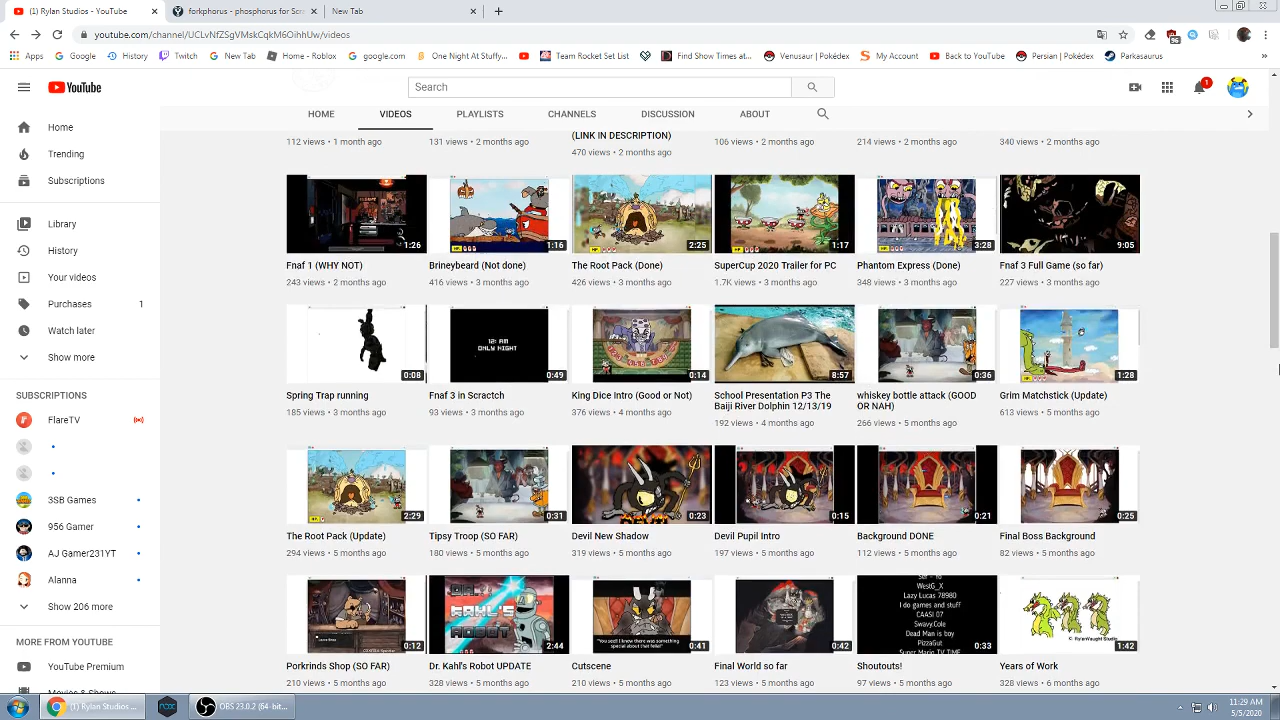 (1) Rylan Studios - YouTube
forkphorus - phosphorus for Scr
New Tab
youtube.com/channel/UCLvNfZSgVMskCqkM6OihhUw/videos
Apps Google History Twitch New Tab Home - Roblox google.com One Night At Stuffy... Team Rocket Set List Find Show Times at... Venusaur | Pokédex My Account Back to YouTube Persian | Pokédex Parkasaurus
YouTube
Search
1
HOME VIDEOS PLAYLISTS CHANNELS DISCUSSION ABOUT
Home
Trending
Subscriptions
Library
History
Your videos
Purchases 1
Watch later
Show more
SUBSCRIPTIONS
FlareTV
3SB Games
956 Gamer
AJ Gamer231YT
Alanna
Show 206 more
MORE FROM YOUTUBE
YouTube Premium
Movies & Shows
(LINK IN DESCRIPTION)
112 views • 1 month ago
131 views • 2 months ago
470 views • 2 months ago
106 views • 2 months ago
214 views • 2 months ago
340 views • 2 months ago
1:26
1:16
2:25
1:17
3:28
9:05
Fnaf 1 (WHY NOT)
243 views • 2 months ago
Brineybeard (Not done)
416 views • 3 months ago
The Root Pack (Done)
426 views • 3 months ago
SuperCup 2020 Trailer for PC
1.7K views • 3 months ago
Phantom Express (Done)
348 views • 3 months ago
Fnaf 3 Full Game (so far)
227 views • 3 months ago
0:08
12: AM
ONLY NIGHT
0:49
0:14
8:57
0:36
1:28
Spring Trap running
185 views • 3 months ago
Fnaf 3 in Scractch
93 views • 3 months ago
King Dice Intro (Good or Not)
376 views • 4 months ago
School Presentation P3 The
Baiji River Dolphin 12/13/19
192 views • 4 months ago
whiskey bottle attack (GOOD
OR NAH)
266 views • 5 months ago
Grim Matchstick (Update)
613 views • 5 months ago
2:29
0:31
0:23
0:15
0:21
0:25
The Root Pack (Update)
294 views • 5 months ago
Tipsy Troop (SO FAR)
180 views • 5 months ago
Devil New Shadow
319 views • 5 months ago
Devil Pupil Intro
315 views • 5 months ago
Background DONE
112 views • 5 months ago
Final Boss Background
82 views • 5 months ago
0:12
2:44
0:41
0:42
WestG_X
Lazy Lucas 78980
I do games and stuff
CAASI 07
Swavy.Cole
Dead Man is boy
PizzaGut
Super Mario TV TIME
0:33
1:42
Porkrinds Shop (SO FAR)
210 views • 5 months ago
Dr. Kahl's Robot UPDATE
328 views • 5 months ago
Cutscene
210 views • 5 months ago
Final World so far
123 views • 5 months ago
Shoutouts!
97 views • 5 months ago
Years of Work
328 views • 6 months ago
(1) Rylan Studios ...
OBS 23.0.2 (64-bit...
11:29 AM
5/5/2020